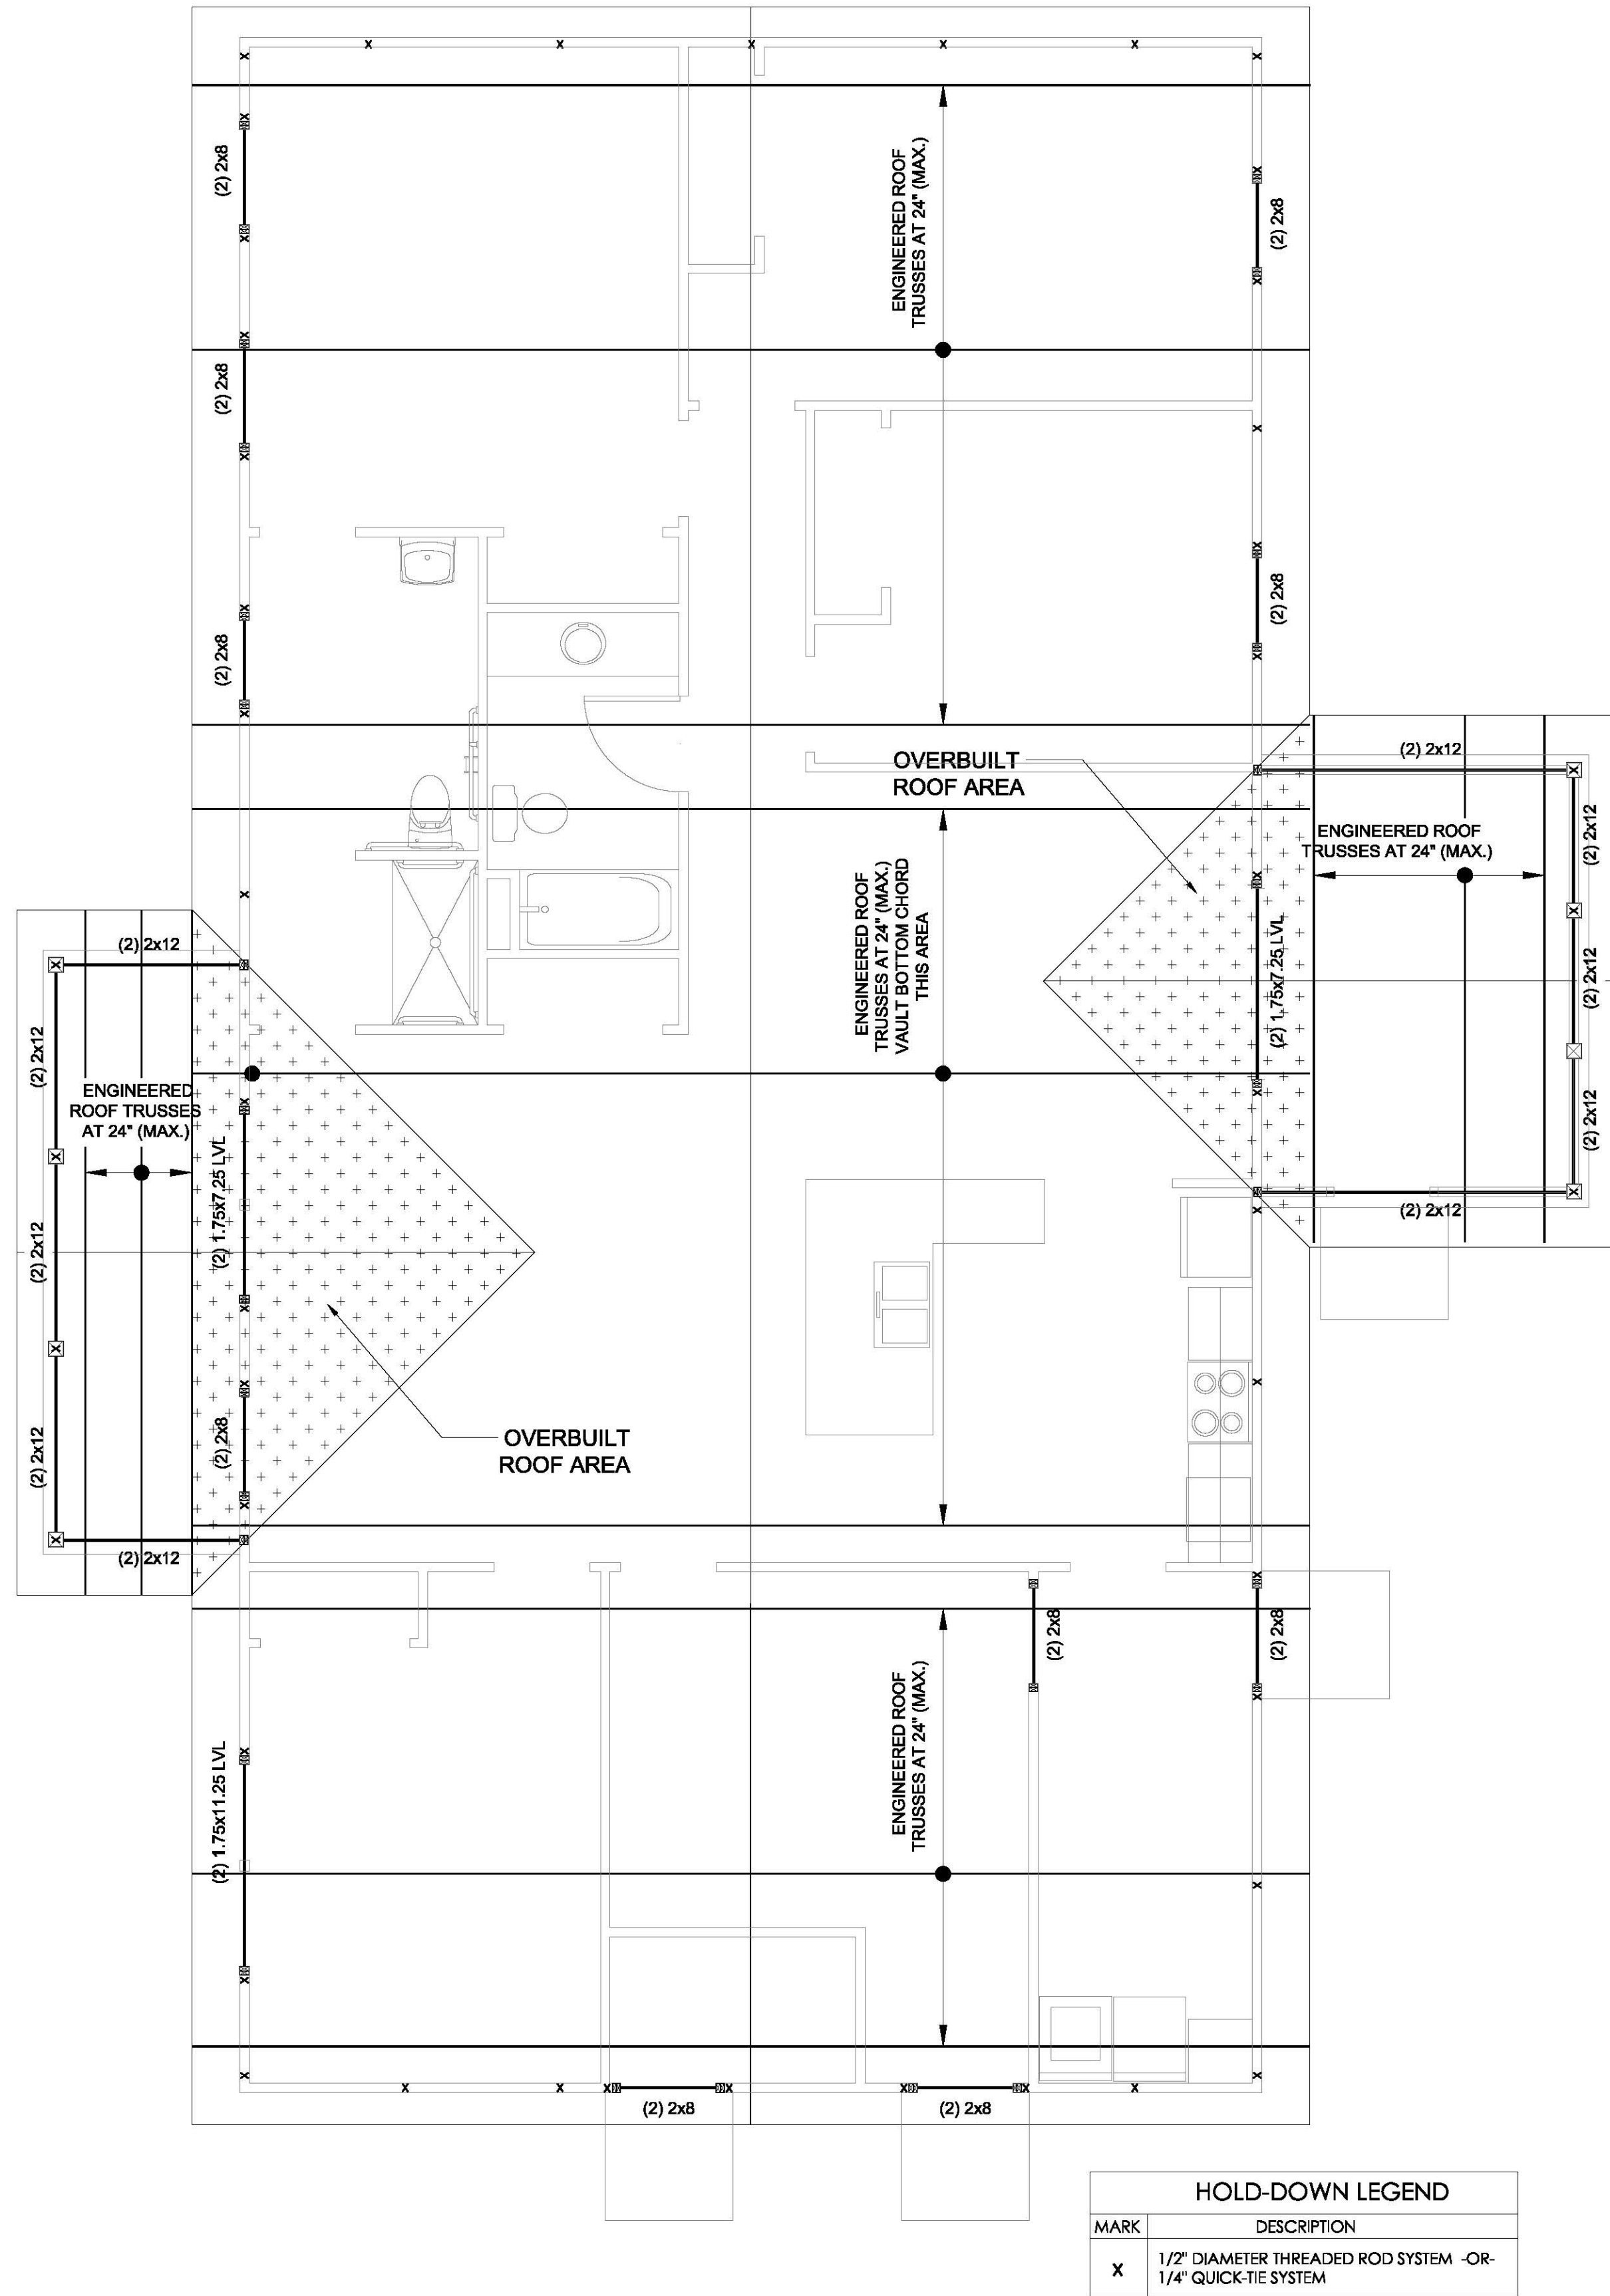 (2) 2x8
ENGINEERED ROOF
TRUSSES AT 24" (MAX.)
(2) 2x8
(2) 2x8
(2) 2x8
(2) 2x8
OVERBUILT
ROOF AREA
(2) 2x12
ENGINEERED ROOF
TRUSSES AT 24" (MAX.)
(2) 2x12
(2) 2x12
(2) 2x12
(2) 2x12
(2) 1.75x7.25 LVL
ENGINEERED ROOF
TRUSSES AT 24" (MAX.)
VAULT BOTTOM CHORD
THIS AREA
(2) 2x12
(2) 2x12
ENGINEERED
ROOF TRUSSES
AT 24" (MAX.)
(2) 1.75x7.25 LVL
(2) 2x12
(2) 2x12
(2) 2x8
(2) 2x12
OVERBUILT
ROOF AREA
(2) 2x8
(2) 2x8
ENGINEERED ROOF
TRUSSES AT 24" (MAX.)
(2) 1.75x11.25 LVL
(2) 2x8
(2) 2x8
HOLD-DOWN LEGEND
MARK DESCRIPTION
X 1/2" DIAMETER THREADED ROD SYSTEM -OR-
1/4" QUICK-TIE SYSTEM